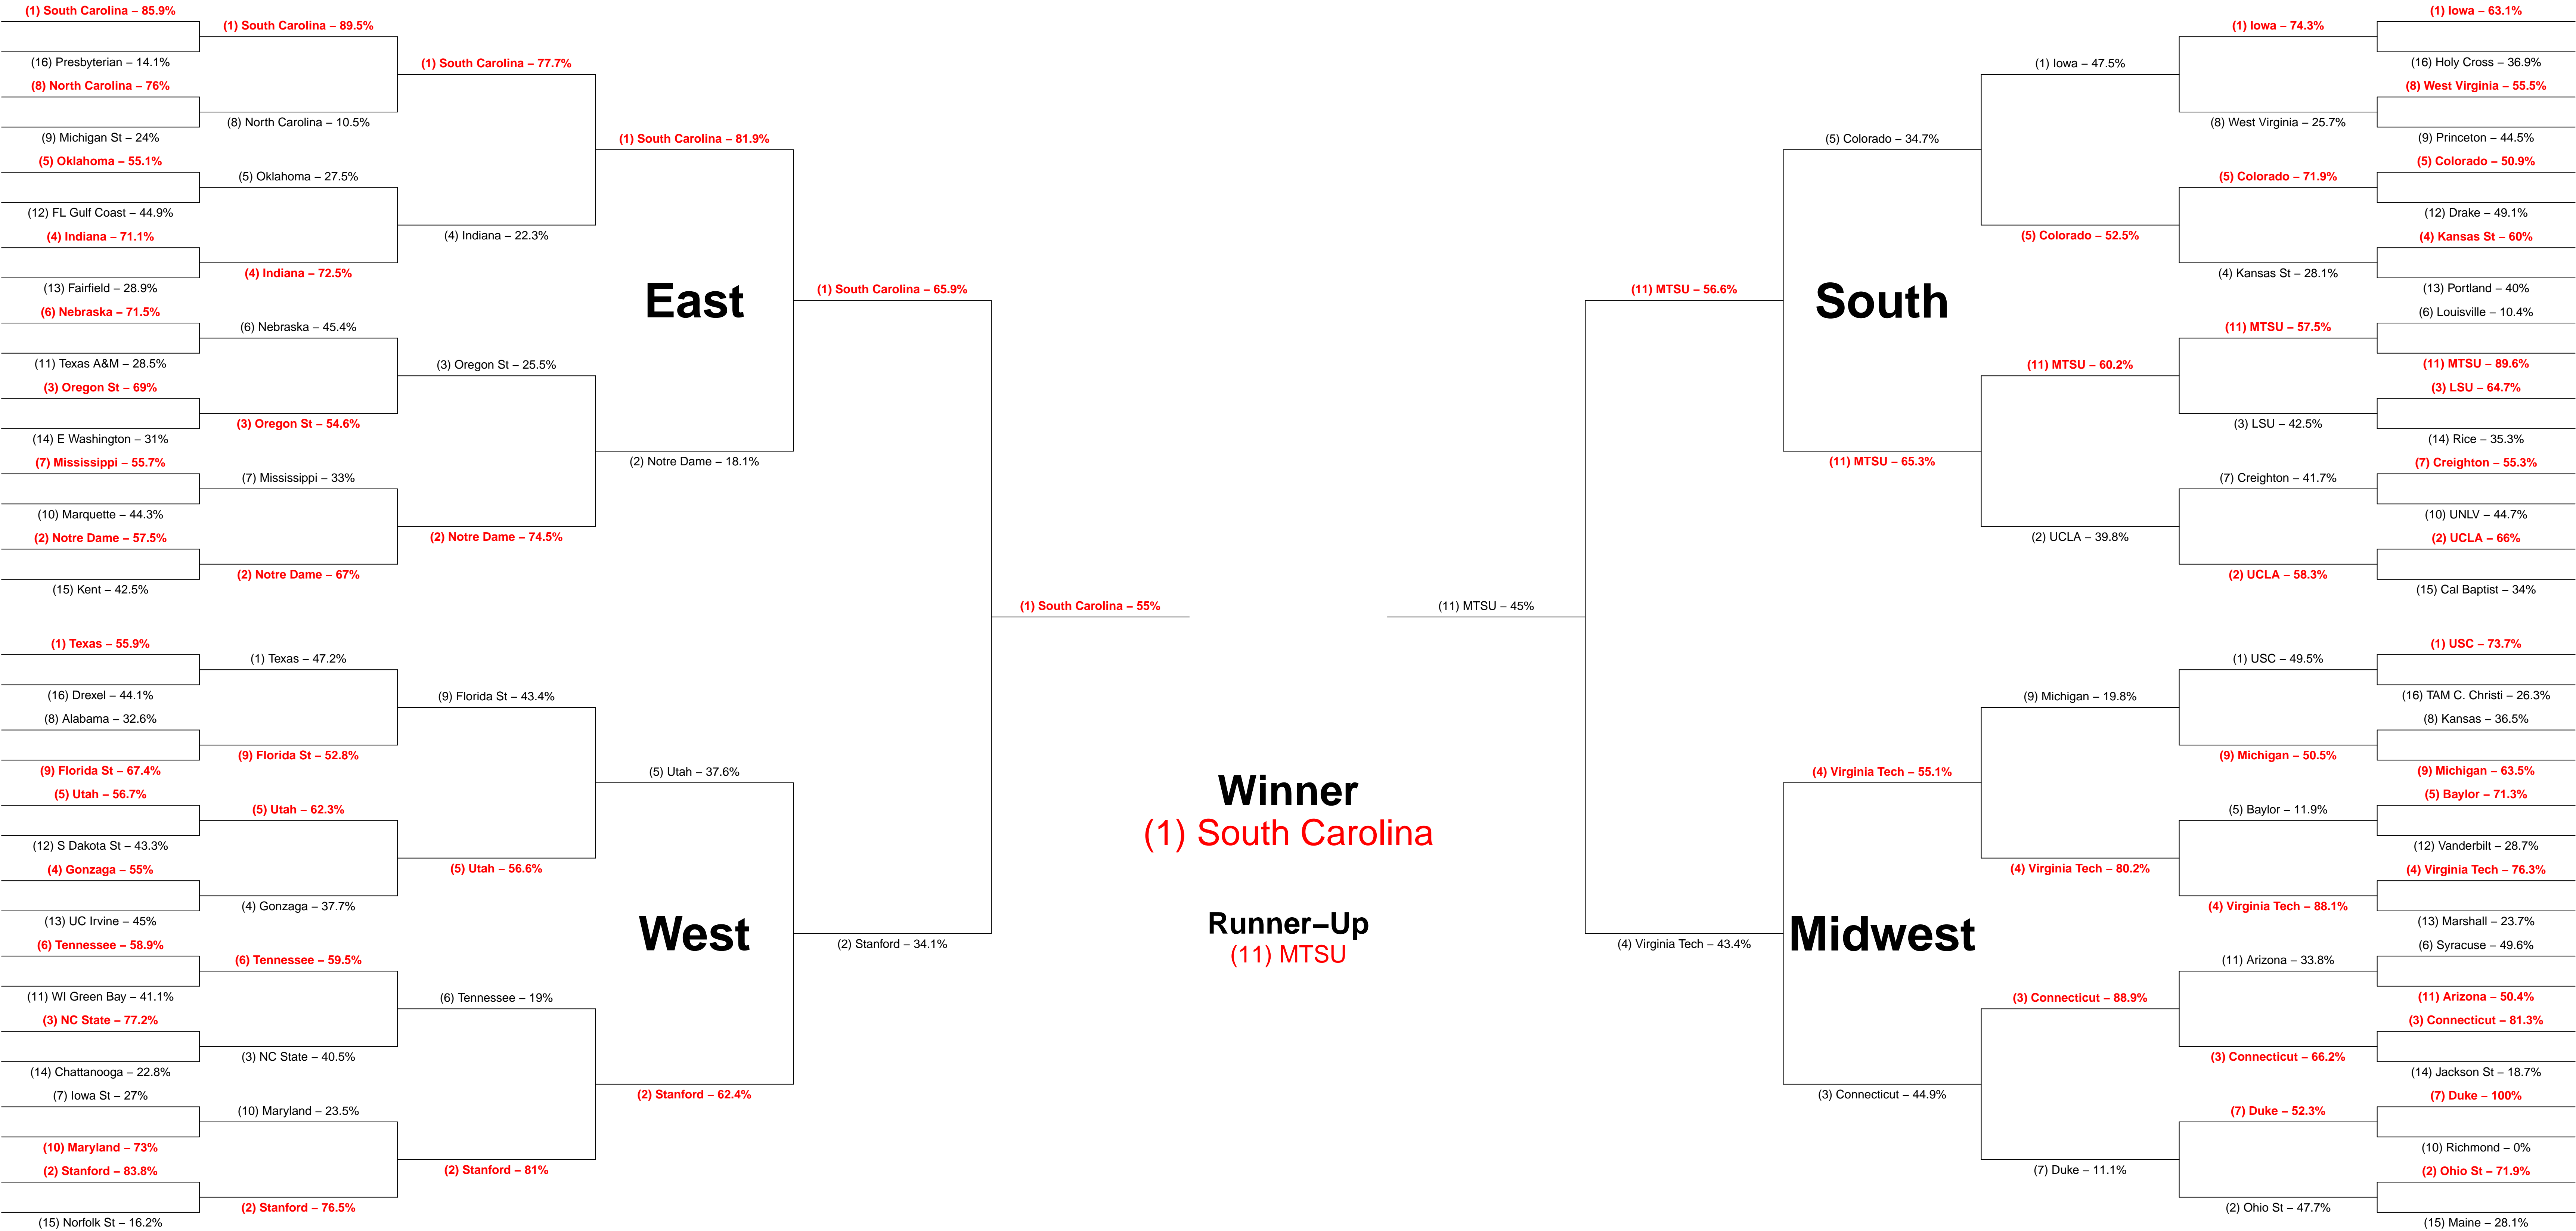 (1) South Carolina – 85.9%
(16) Presbyterian – 14.1%
(8) North Carolina – 76%
(9) Michigan St – 24%
(5) Oklahoma – 55.1%
(12) FL Gulf Coast – 44.9%
(4) Indiana – 71.1%
(13) Fairfield – 28.9%
(6) Nebraska – 71.5%
(11) Texas A&M – 28.5%
(3) Oregon St – 69%
(14) E Washington – 31%
(7) Mississippi – 55.7%
(10) Marquette – 44.3%
(2) Notre Dame – 57.5%
(15) Kent – 42.5%
(1) Texas – 55.9%
(16) Drexel – 44.1%
(8) Alabama – 32.6%
(9) Florida St – 67.4%
(5) Utah – 56.7%
(12) S Dakota St – 43.3%
(4) Gonzaga – 55%
(13) UC Irvine – 45%
(6) Tennessee – 58.9%
(11) WI Green Bay – 41.1%
(3) NC State – 77.2%
(14) Chattanooga – 22.8%
(7) Iowa St – 27%
(10) Maryland – 73%
(2) Stanford – 83.8%
(15) Norfolk St – 16.2%
(1) South Carolina – 89.5%
(8) North Carolina – 10.5%
(5) Oklahoma – 27.5%
(4) Indiana – 72.5%
(6) Nebraska – 45.4%
(3) Oregon St – 54.6%
(7) Mississippi – 33%
(2) Notre Dame – 67%
(1) Texas – 47.2%
(9) Florida St – 52.8%
(5) Utah – 62.3%
(4) Gonzaga – 37.7%
(6) Tennessee – 59.5%
(3) NC State – 40.5%
(10) Maryland – 23.5%
(2) Stanford – 76.5%
(1) South Carolina – 77.7%
(4) Indiana – 22.3%
(3) Oregon St – 25.5%
(2) Notre Dame – 74.5%
(9) Florida St – 43.4%
(5) Utah – 56.6%
(6) Tennessee – 19%
(2) Stanford – 81%
(1) South Carolina – 81.9%
East
(2) Notre Dame – 18.1%
(5) Utah – 37.6%
West
(2) Stanford – 62.4%
(1) South Carolina – 65.9%
(2) Stanford – 34.1%
(1) South Carolina – 55%
Winner
(1) South Carolina
Runner–Up
(11) MTSU
(11) MTSU – 45%
(11) MTSU – 56.6%
(4) Virginia Tech – 43.4%
(5) Colorado – 34.7%
South
(11) MTSU – 65.3%
(4) Virginia Tech – 55.1%
Midwest
(3) Connecticut – 44.9%
(1) Iowa – 47.5%
(5) Colorado – 52.5%
(11) MTSU – 60.2%
(2) UCLA – 39.8%
(9) Michigan – 19.8%
(4) Virginia Tech – 80.2%
(3) Connecticut – 88.9%
(7) Duke – 11.1%
(1) Iowa – 74.3%
(8) West Virginia – 25.7%
(5) Colorado – 71.9%
(4) Kansas St – 28.1%
(11) MTSU – 57.5%
(3) LSU – 42.5%
(7) Creighton – 41.7%
(2) UCLA – 58.3%
(1) USC – 49.5%
(9) Michigan – 50.5%
(5) Baylor – 11.9%
(4) Virginia Tech – 88.1%
(11) Arizona – 33.8%
(3) Connecticut – 66.2%
(7) Duke – 52.3%
(2) Ohio St – 47.7%
(1) Iowa – 63.1%
(16) Holy Cross – 36.9%
(8) West Virginia – 55.5%
(9) Princeton – 44.5%
(5) Colorado – 50.9%
(12) Drake – 49.1%
(4) Kansas St – 60%
(13) Portland – 40%
(6) Louisville – 10.4%
(11) MTSU – 89.6%
(3) LSU – 64.7%
(14) Rice – 35.3%
(7) Creighton – 55.3%
(10) UNLV – 44.7%
(2) UCLA – 66%
(15) Cal Baptist – 34%
(1) USC – 73.7%
(16) TAM C. Christi – 26.3%
(8) Kansas – 36.5%
(9) Michigan – 63.5%
(5) Baylor – 71.3%
(12) Vanderbilt – 28.7%
(4) Virginia Tech – 76.3%
(13) Marshall – 23.7%
(6) Syracuse – 49.6%
(11) Arizona – 50.4%
(3) Connecticut – 81.3%
(14) Jackson St – 18.7%
(7) Duke – 100%
(10) Richmond – 0%
(2) Ohio St – 71.9%
(15) Maine – 28.1%